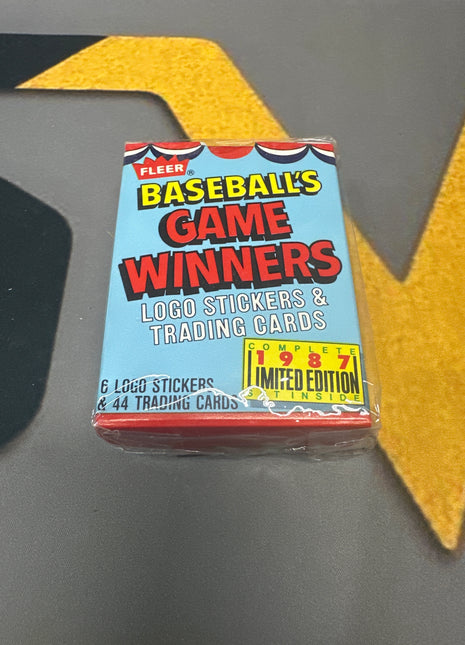 FLEER®
BASEBALL'S
GAME
WINNERS
LOGO STICKERS &
TRADING CARDS
COMPLETE
1987
LIMITED EDITION
SET INSIDE
6 LOGO STICKERS
& 44 TRADING CARDS